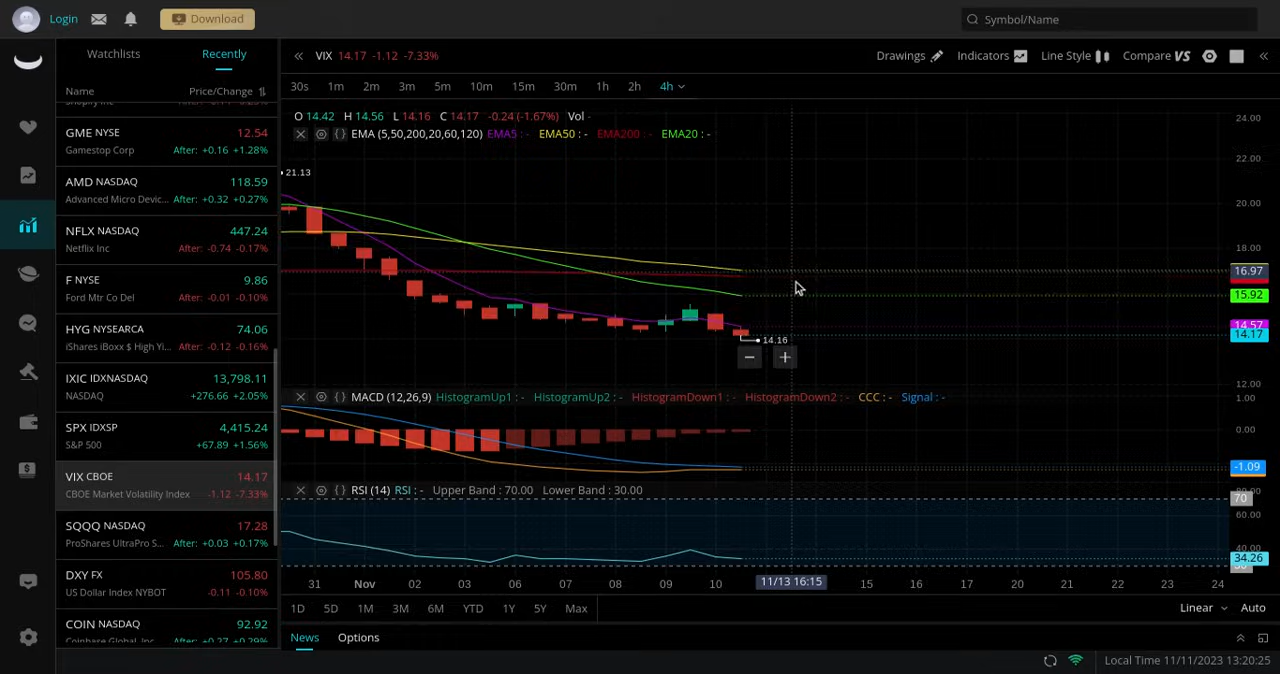 Login
Download
Symbol/Name
Watchlists
Recently
VIX 14.17 -1.12 -7.33%
Drawings
Indicators
Line Style
Compare VS
Name
Price/Change
30s 1m 2m 3m 5m 10m 15m 30m 1h 2h 4h
Shopify Inc
GME NYSE 12.54
Gamestop Corp After: +0.16 +1.28%
AMD NASDAQ 118.59
Advanced Micro Devic... After: +0.32 +0.27%
NFLX NASDAQ 447.24
Netflix Inc After: -0.74 -0.17%
F NYSE 9.86
Ford Mtr Co Del After: -0.01 -0.10%
HYG NYSEARCA 74.06
iShares iBoxx $ High Yi... After: -0.12 -0.16%
IXIC IDXNASDAQ 13,798.11
NASDAQ +276.66 +2.05%
SPX IDXSP 4,415.24
S&P 500 +67.89 +1.56%
VIX CBOE 14.17
CBOE Market Volatility Index -1.12 -7.33%
SQQQ NASDAQ 17.28
ProShares UltraPro S... After: +0.03 +0.17%
DXY FX 105.80
US Dollar Index NYBOT -0.11 -0.10%
COIN NASDAQ 92.92
Coinbase Global, Inc. After: +0.27 +0.29%
O 14.42 H 14.56 L 14.16 C 14.17 -0.24 (-1.67%) Vol -
EMA (5,50,200,20,60,120) EMA5 : - EMA50 : - EMA200 : - EMA20 : -
21.13
14.16
24.00
22.00
20.00
18.00
16.97
15.92
14.57
14.17
12.00
MACD (12,26,9) HistogramUp1 : - HistogramUp2 : - HistogramDown1 : - HistogramDown2 : - CCC : - Signal : -
1.00
0.00
-1.09
RSI (14) RSI : - Upper Band : 70.00 Lower Band : 30.00
70
60.00
40.00
34.26
31 Nov 02 03 06 07 08 09 10 11/13 16:15 15 16 17 20 21 22 23 24
1D 5D 1M 3M 6M YTD 1Y 5Y Max
Linear Auto
News
Options
Local Time 11/11/2023 13:20:25